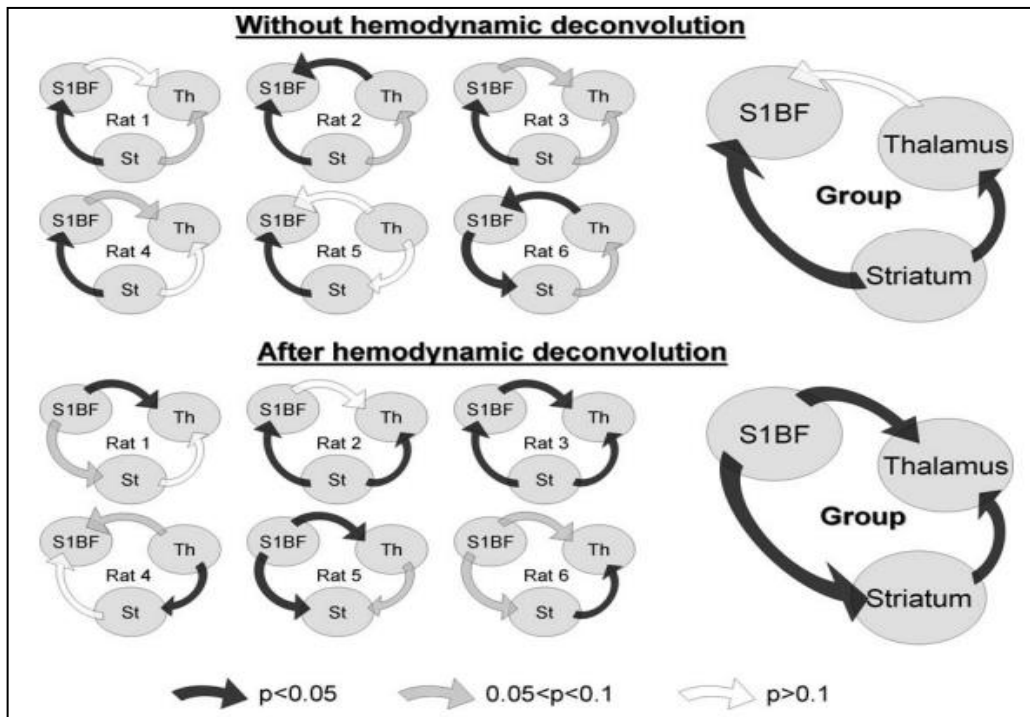 Without hemodynamic deconvolution
S1BF
Th
Rat 1
St
S1BF
Th
Rat 2
St
S1BF
Th
Rat 3
St
S1BF
Th
Rat 4
St
S1BF
Th
Rat 5
St
S1BF
Th
Rat 6
St
S1BF
Thalamus
Group
Striatum
After hemodynamic deconvolution
S1BF
Th
Rat 1
St
S1BF
Th
Rat 2
St
S1BF
Th
Rat 3
St
S1BF
Th
Rat 4
St
S1BF
Th
Rat 5
St
S1BF
Th
Rat 6
St
S1BF
Thalamus
Group
Striatum
p<0.05
0.05<p<0.1
p>0.1